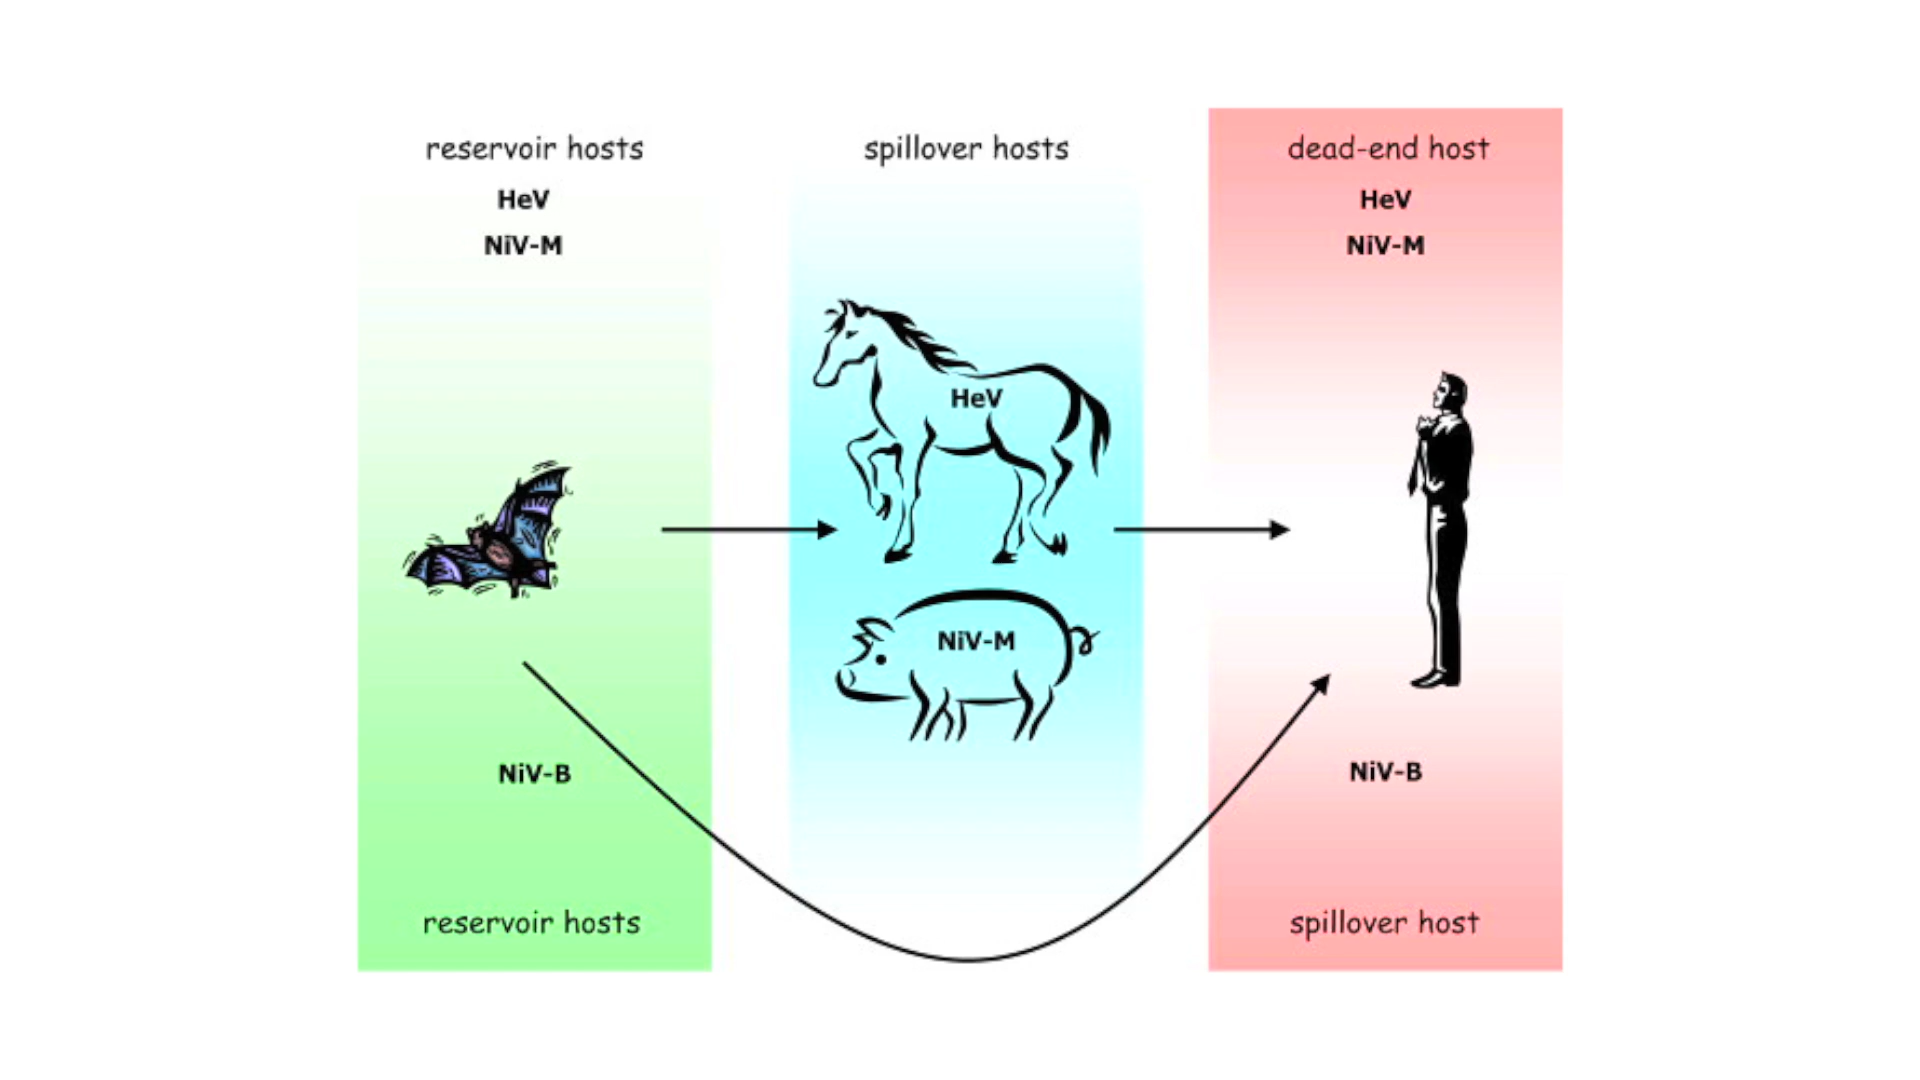 reservoir hosts
HeV
NiV-M
NiV-B
reservoir hosts
spillover hosts
HeV
NiV-M
dead-end host
HeV
NiV-M
NiV-B
spillover host